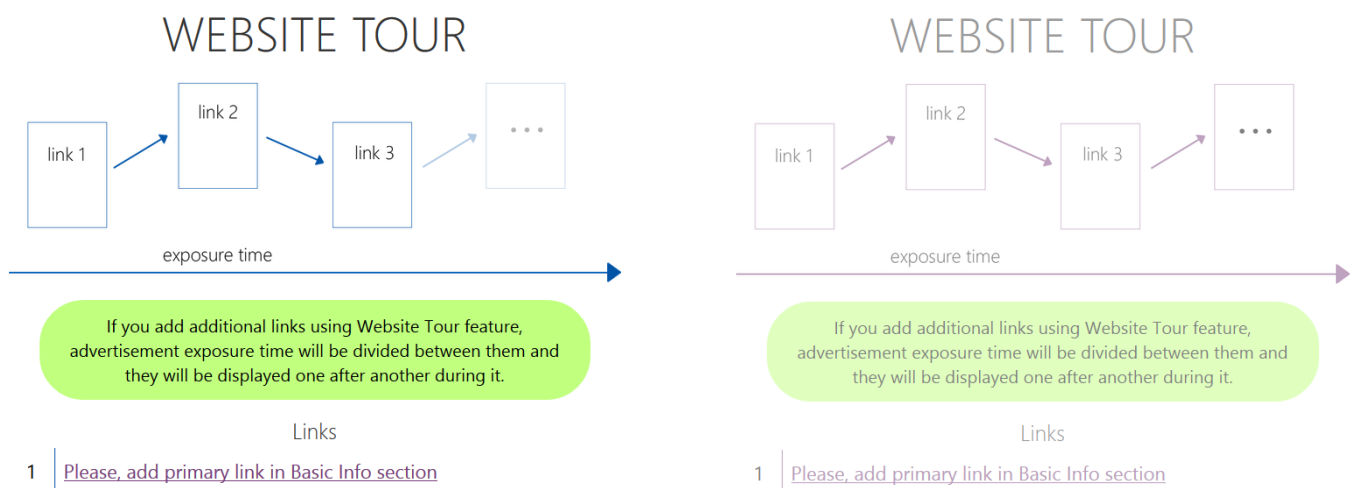 WEBSITE TOUR
link 1
link 2
link 3
...
exposure time
If you add additional links using Website Tour feature,
advertisement exposure time will be divided between them and
they will be displayed one after another during it.
Links
1 Please, add primary link in Basic Info section
WEBSITE TOUR
link 1
link 2
link 3
...
exposure time
If you add additional links using Website Tour feature,
advertisement exposure time will be divided between them and
they will be displayed one after another during it.
Links
1 Please, add primary link in Basic Info section